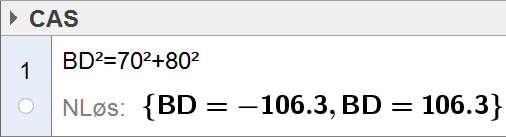 CAS
1
BD²=70²+80²
NLøs: {BD = −106.3, BD = 106.3}